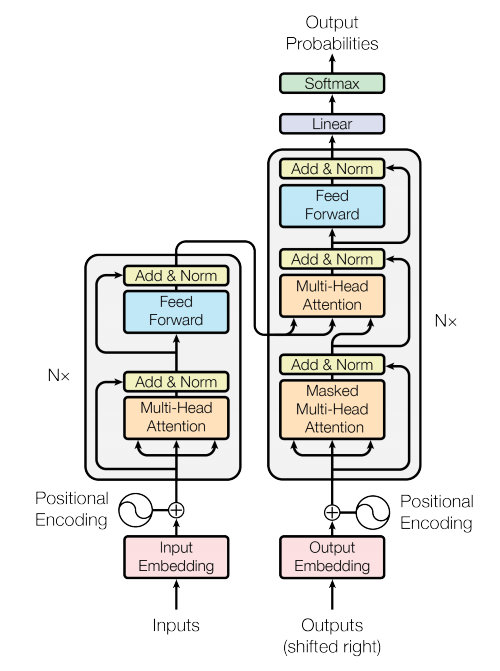 Output
Probabilities
Softmax
Linear
Add & Norm
Feed
Forward
Add & Norm
Multi-Head
Attention
Add & Norm
Masked
Multi-Head
Attention
N×
Add & Norm
Feed
Forward
Add & Norm
Multi-Head
Attention
N×
Positional
Encoding
Positional
Encoding
Input
Embedding
Output
Embedding
Inputs
Outputs
(shifted right)